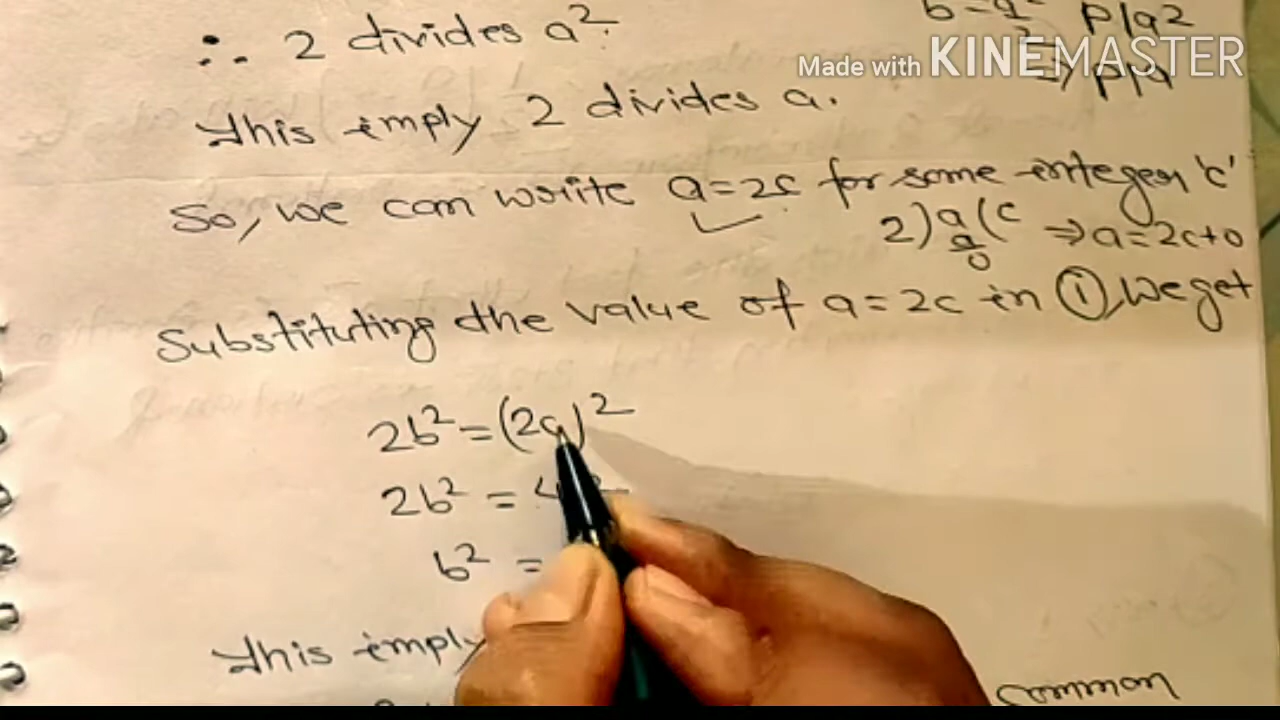 ∴ 2 divides a².
p/a2
Made with KINEMASTER
⇒ p/a
This imply 2 divides a.
So, we can write a=2c for some integer 'c'
2)a(c ⇒ a=2c+0
a
0
Substituting the value of a=2c in ①, we get
2b²=(2c)²
2b² = 4
b² =
This imply
common